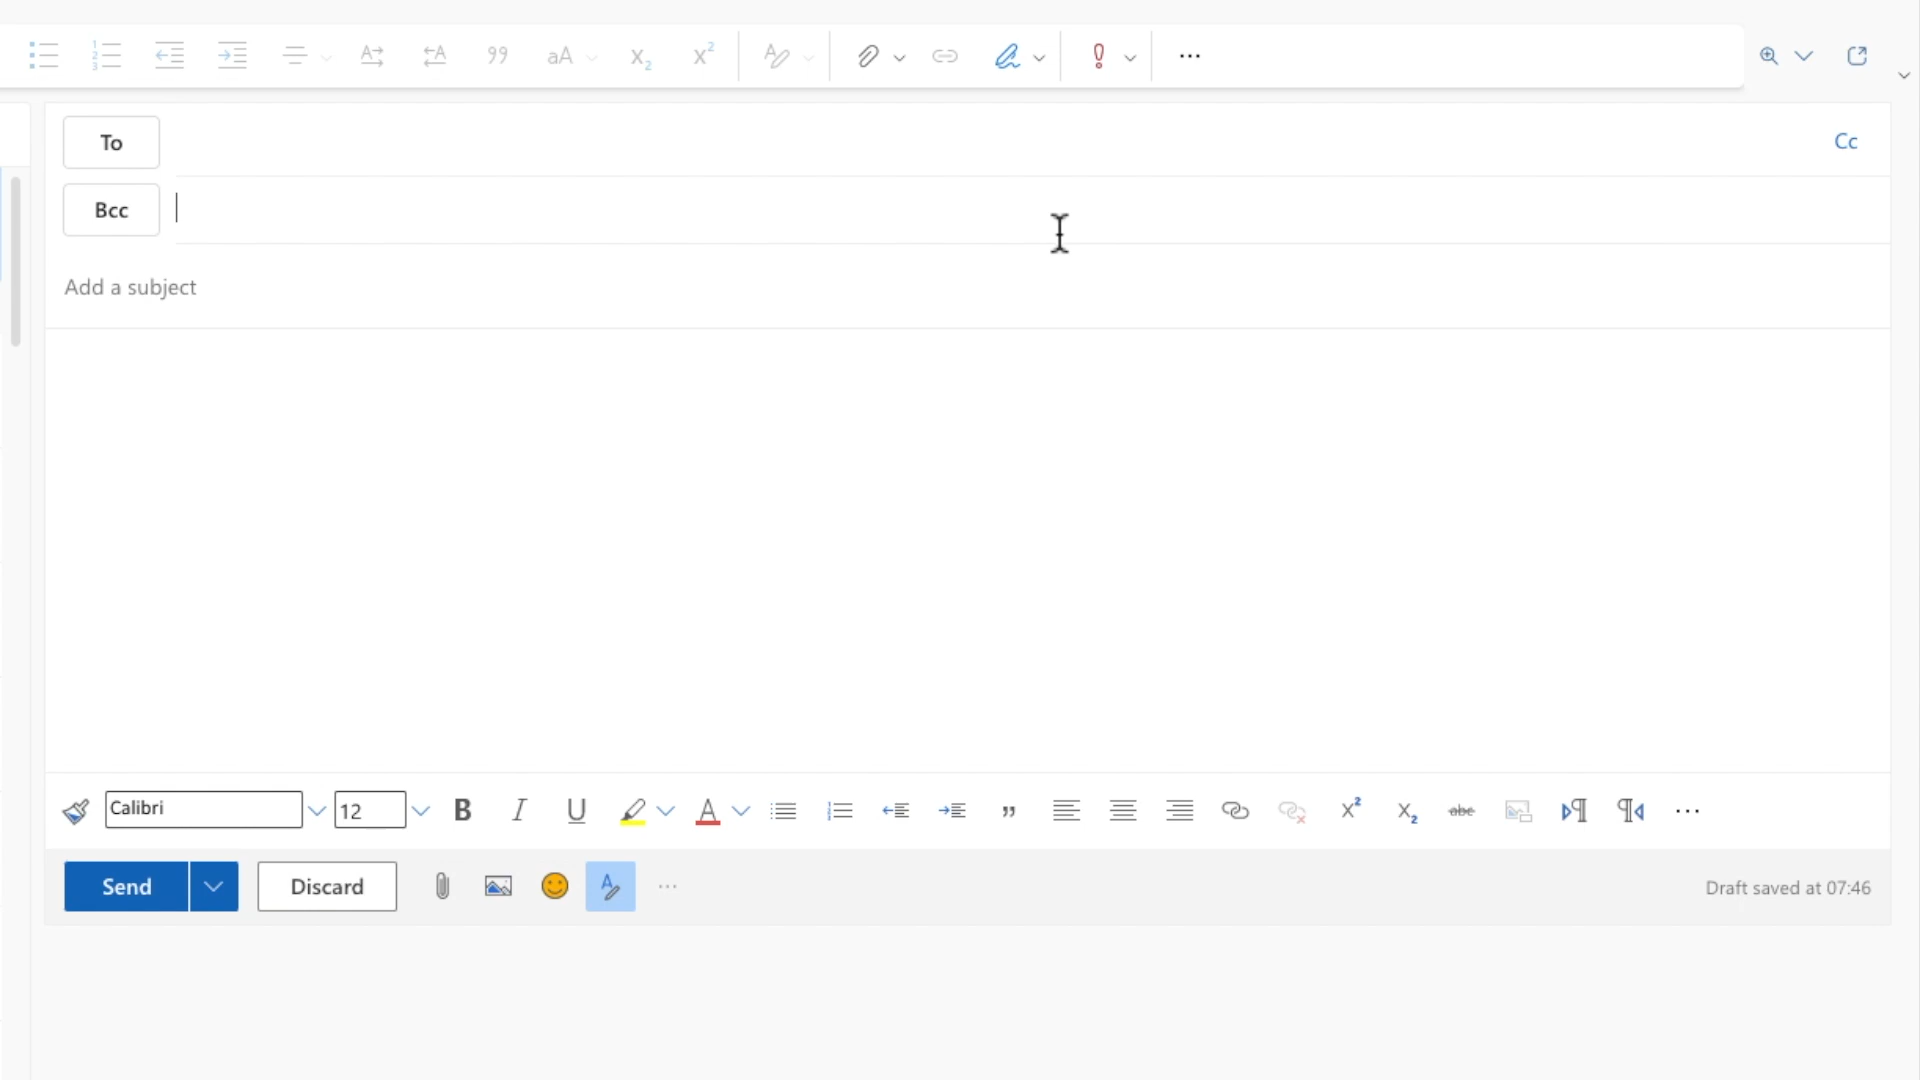 To
Cc
Bcc
Add a subject
Calibri
12
Send
Discard
Draft saved at 07:46